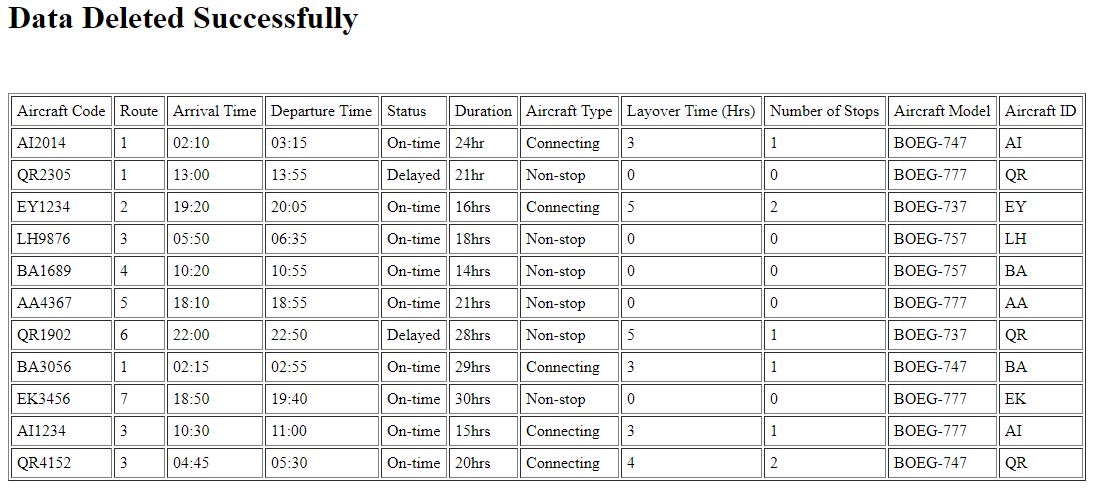 Data Deleted Successfully
Aircraft Code Route Arrival Time Departure Time Status Duration Aircraft Type Layover Time (Hrs) Number of Stops Aircraft Model Aircraft ID
AI2014 1 02:10 03:15 On-time 24hr Connecting 3 1 BOEG-747 AI
QR2305 1 13:00 13:55 Delayed 21hr Non-stop 0 0 BOEG-777 QR
EY1234 2 19:20 20:05 On-time 16hrs Connecting 5 2 BOEG-737 EY
LH9876 3 05:50 06:35 On-time 18hrs Non-stop 0 0 BOEG-757 LH
BA1689 4 10:20 10:55 On-time 14hrs Non-stop 0 0 BOEG-757 BA
AA4367 5 18:10 18:55 On-time 21hrs Non-stop 0 0 BOEG-777 AA
QR1902 6 22:00 22:50 Delayed 28hrs Non-stop 5 1 BOEG-737 QR
BA3056 1 02:15 02:55 On-time 29hrs Connecting 3 1 BOEG-747 BA
EK3456 7 18:50 19:40 On-time 30hrs Non-stop 0 0 BOEG-777 EK
AI1234 3 10:30 11:00 On-time 15hrs Connecting 3 1 BOEG-777 AI
QR4152 3 04:45 05:30 On-time 20hrs Connecting 4 2 BOEG-747 QR